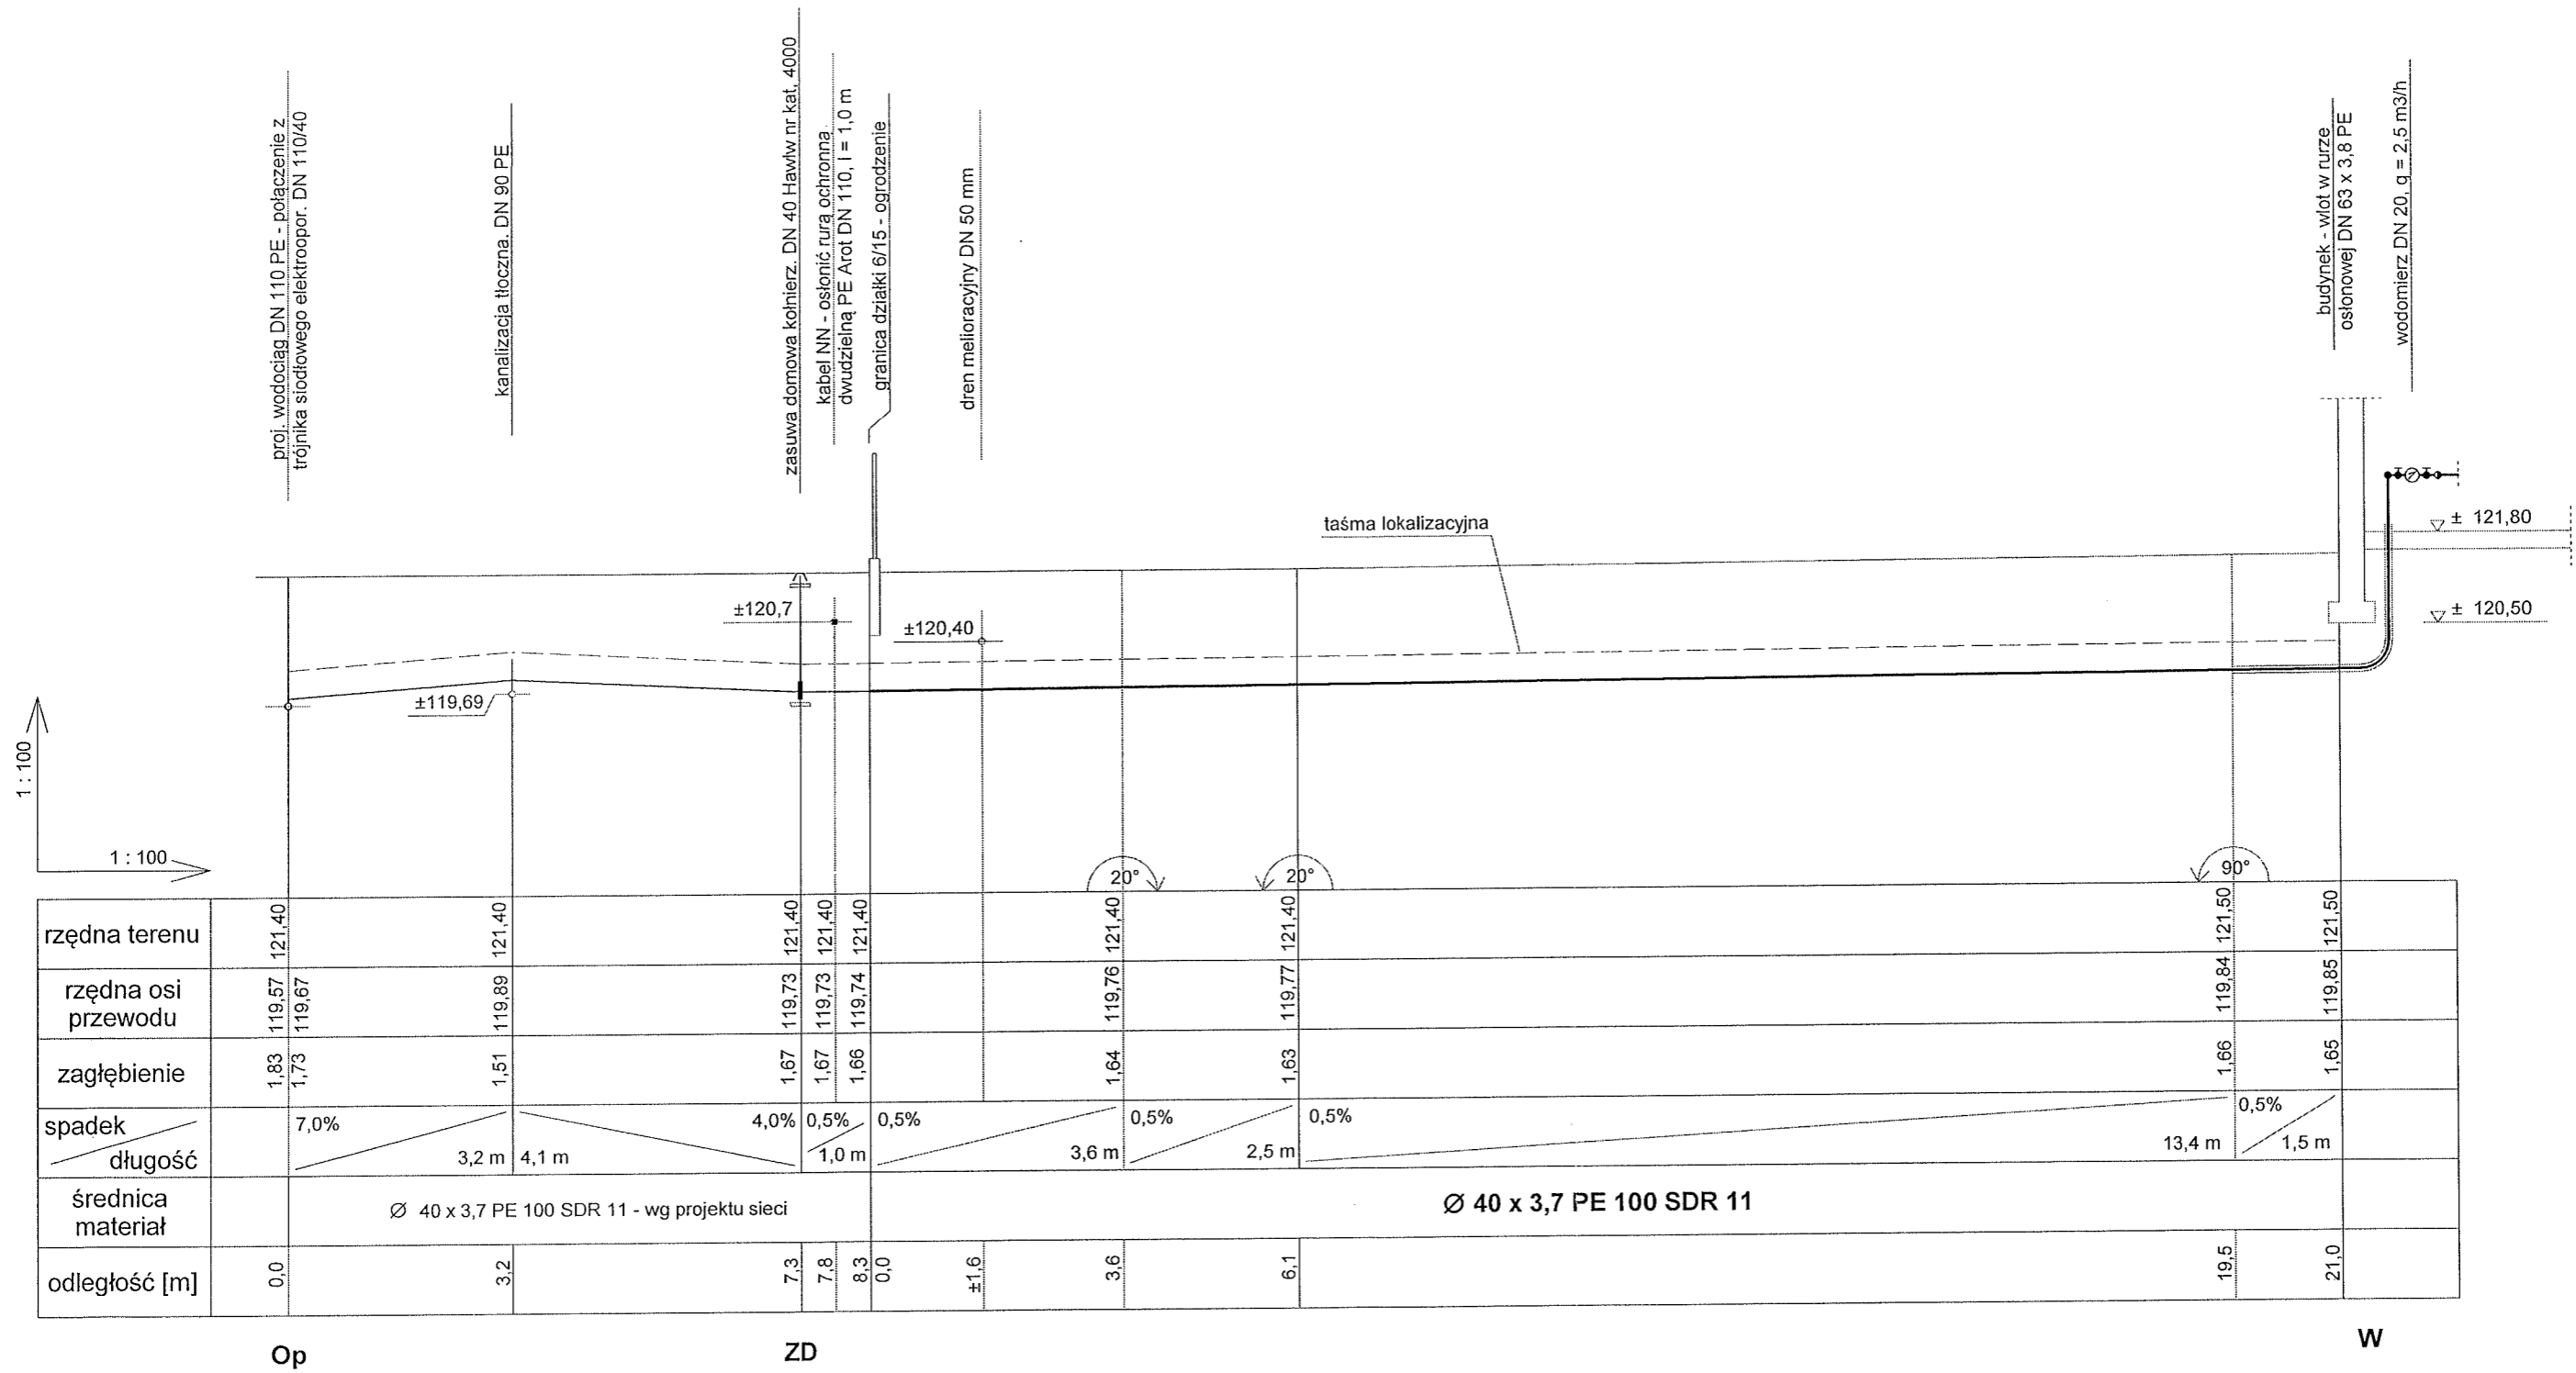 proj. wodociąg DN 110 PE - połączenie z
trójnika siodłowego elektroopor. DN 110/40
kanalizacja tłoczna. DN 90 PE
zasuwa domowa kołnierz. DN 40 Hawlw nr kat, 4000
kabel NN - osłonić rurą ochronną
dwudzielną PE Arot DN 110, l = 1,0 m
granica działki 6/15 - ogrodzenie
dren melioracyjny DN 50 mm
budynek - wlot w rurze
osłonowej DN 63 x 3,8 PE
wodomierz DN 20, q = 2,5 m3/h
taśma lokalizacyjna
± 121,80
± 120,50
±120,7
±120,40
±119,69
1 : 100
1 : 100
20°
20°
90°
rzędna terenu
121,40
121,40
121,40
121,40
121,40
121,40
121,40
121,50
121,50
rzędna osi
przewodu
119,57
119,67
119,89
119,73
119,73
119,74
119,76
119,77
119,84
119,85
zagłębienie
1,83
1,73
1,51
1,67
1,67
1,66
1,64
1,63
1,66
1,65
spadek
długość
7,0%
3,2 m
4,1 m
4,0%
0,5%
1,0 m
0,5%
3,6 m
0,5%
2,5 m
0,5%
13,4 m
0,5%
1,5 m
średnica
materiał
Ø 40 x 3,7 PE 100 SDR 11 - wg projektu sieci
Ø 40 x 3,7 PE 100 SDR 11
odległość [m]
0,0
3,2
7,3
7,8
8,3
0,0
±1,6
3,6
6,1
19,5
21,0
Op
ZD
W